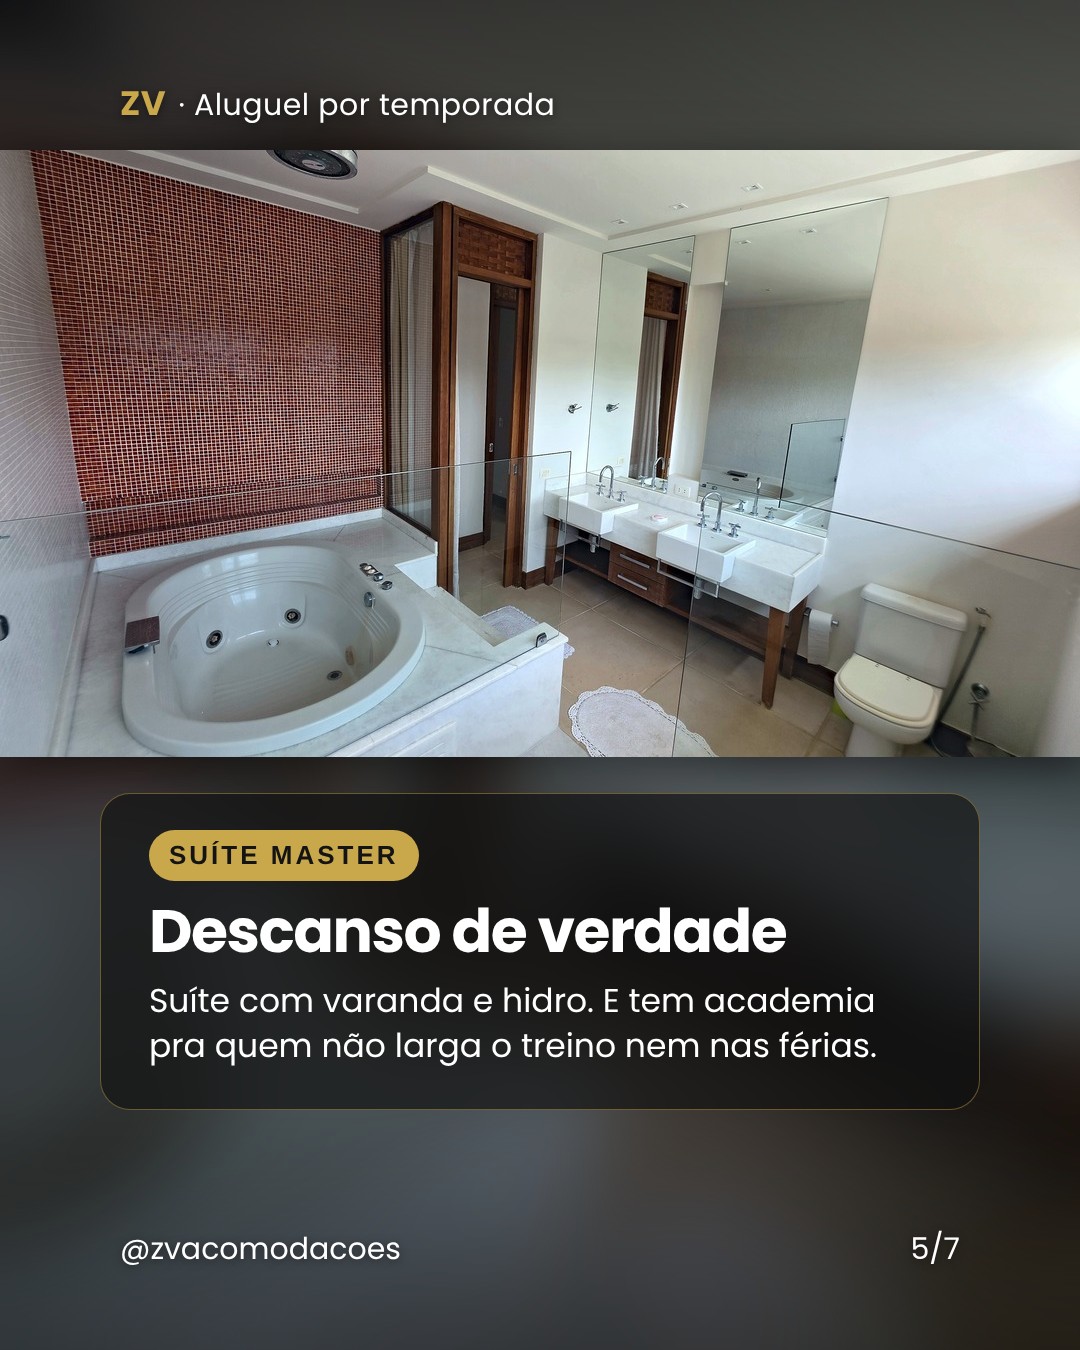 ZV · Aluguel por temporada
SUÍTE MASTER
Descanso de verdade
Suíte com varanda e hidro. E tem academia
pra quem não larga o treino nem nas férias.
@zvacomodacoes
5/7